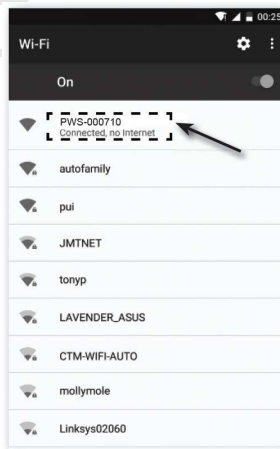 00:25
Wi-Fi
On
PWS-000710
Connected, no Internet
autofamily
pui
JMTNET
tonyp
LAVENDER_ASUS
CTM-WIFI-AUTO
mollymole
Linksys02060